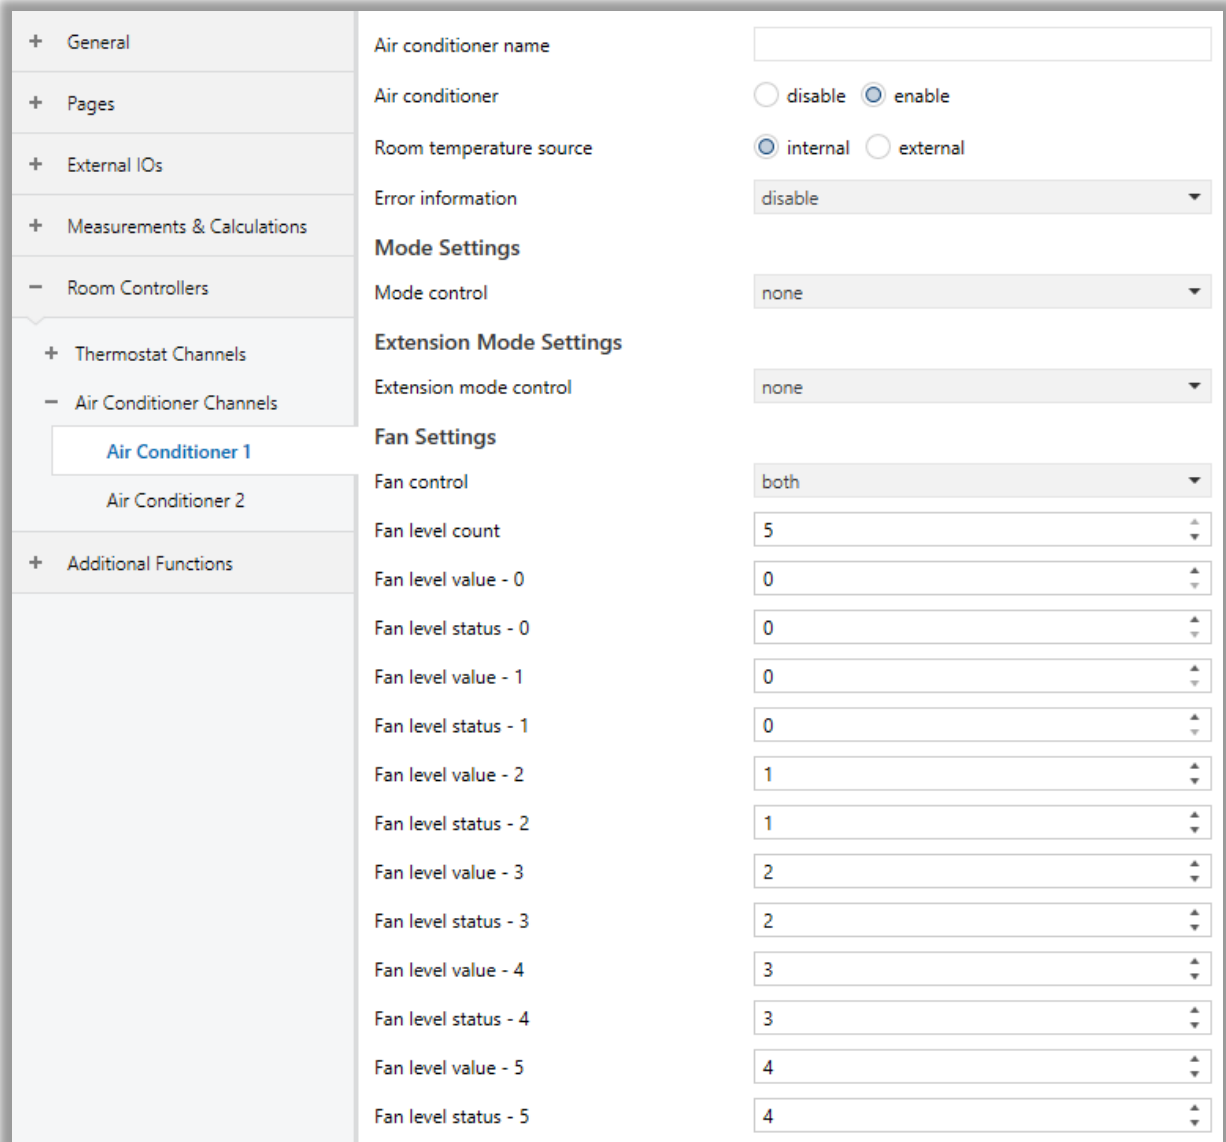 General
Pages
External IOs
Measurements & Calculations
Room Controllers
Thermostat Channels
Air Conditioner Channels
Air Conditioner 1
Air Conditioner 2
Additional Functions
Air conditioner name
Air conditioner disable enable
Room temperature source internal external
Error information disable
Mode Settings
Mode control none
Extension Mode Settings
Extension mode control none
Fan Settings
Fan control both
Fan level count 5
Fan level value - 0 0
Fan level status - 0 0
Fan level value - 1 0
Fan level status - 1 0
Fan level value - 2 1
Fan level status - 2 1
Fan level value - 3 2
Fan level status - 3 2
Fan level value - 4 3
Fan level status - 4 3
Fan level value - 5 4
Fan level status - 5 4